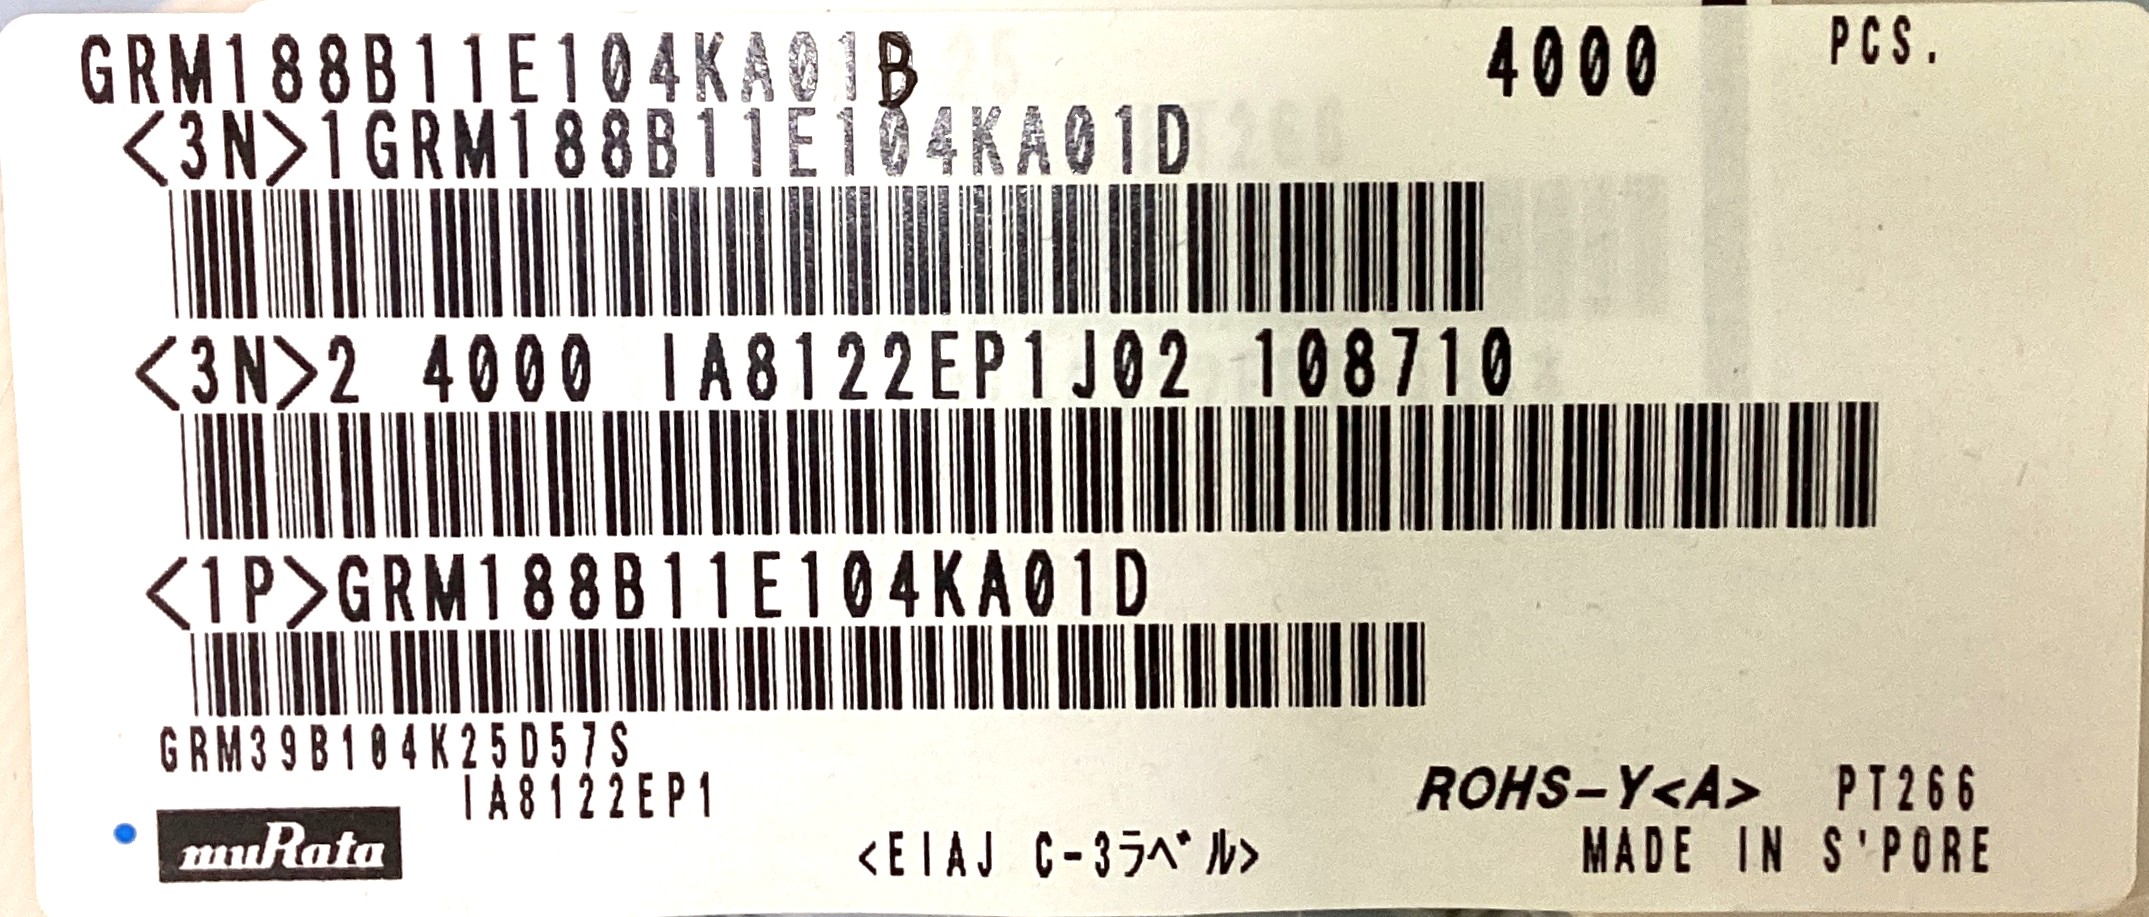 GRM188B11E104KA01B 4000 PCS.
<3N>1GRM188B11E104KA01D
<3N>2 4000 IA8122EP1J02 108710
<1P>GRM188B11E104KA01D
GRM39B104K25D57S
IA8122EP1
ROHS-Y<A> PT266
muRata <EIAJ C-3ラベル> MADE IN S'PORE